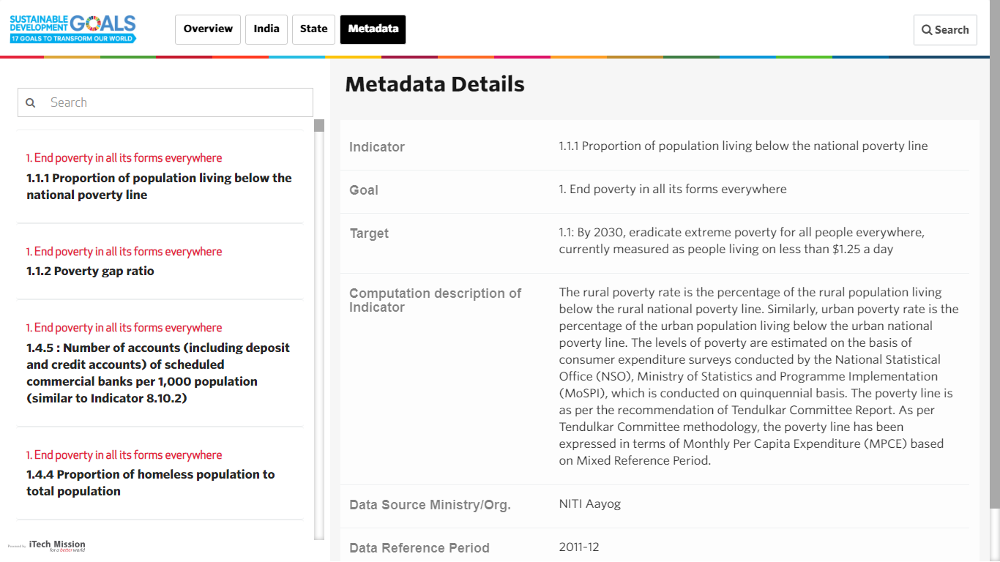 SUSTAINABLE
DEVELOPMENT GOALS
17 GOALS TO TRANSFORM OUR WORLD
Overview
India
State
Metadata
Search
Search
1. End poverty in all its forms everywhere
1.1.1 Proportion of population living below the
national poverty line
1. End poverty in all its forms everywhere
1.1.2 Poverty gap ratio
1. End poverty in all its forms everywhere
1.4.5 : Number of accounts (including deposit
and credit accounts) of scheduled
commercial banks per 1,000 population
(similar to Indicator 8.10.2)
1. End poverty in all its forms everywhere
1.4.4 Proportion of homeless population to
total population
Powered by iTech Mission
for a better world
Metadata Details
Indicator
1.1.1 Proportion of population living below the national poverty line
Goal
1. End poverty in all its forms everywhere
Target
1.1: By 2030, eradicate extreme poverty for all people everywhere,
currently measured as people living on less than $1.25 a day
Computation description of
Indicator
The rural poverty rate is the percentage of the rural population living
below the rural national poverty line. Similarly, urban poverty rate is the
percentage of the urban population living below the urban national
poverty line. The levels of poverty are estimated on the basis of
consumer expenditure surveys conducted by the National Statistical
Office (NSO), Ministry of Statistics and Programme Implementation
(MoSPI), which is conducted on quinquennial basis. The poverty line is
as per the recommendation of Tendulkar Committee Report. As per
Tendulkar Committee methodology, the poverty line has been
expressed in terms of Monthly Per Capita Expenditure (MPCE) based
on Mixed Reference Period.
Data Source Ministry/Org.
NITI Aayog
Data Reference Period
2011-12